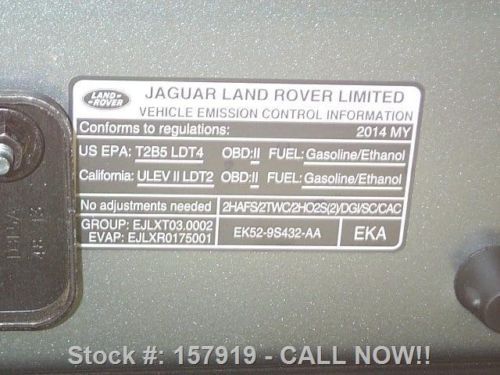 LAND-
-ROVER
JAGUAR LAND ROVER LIMITED
VEHICLE EMISSION CONTROL INFORMATION
Conforms to regulations: 2014 MY
US EPA: T2B5 LDT4 OBD:II FUEL: Gasoline/Ethanol
California: ULEV II LDT2 OBD:II FUEL: Gasoline/Ethanol
No adjustments needed 2HAFS/2TWC/2HO2S(2)/DGI/SC/CAC
GROUP: EJLXT03.0002
EVAP: EJLXR0175001
EK52-9S432-AA
EKA
Stock #: 157919 - CALL NOW!!